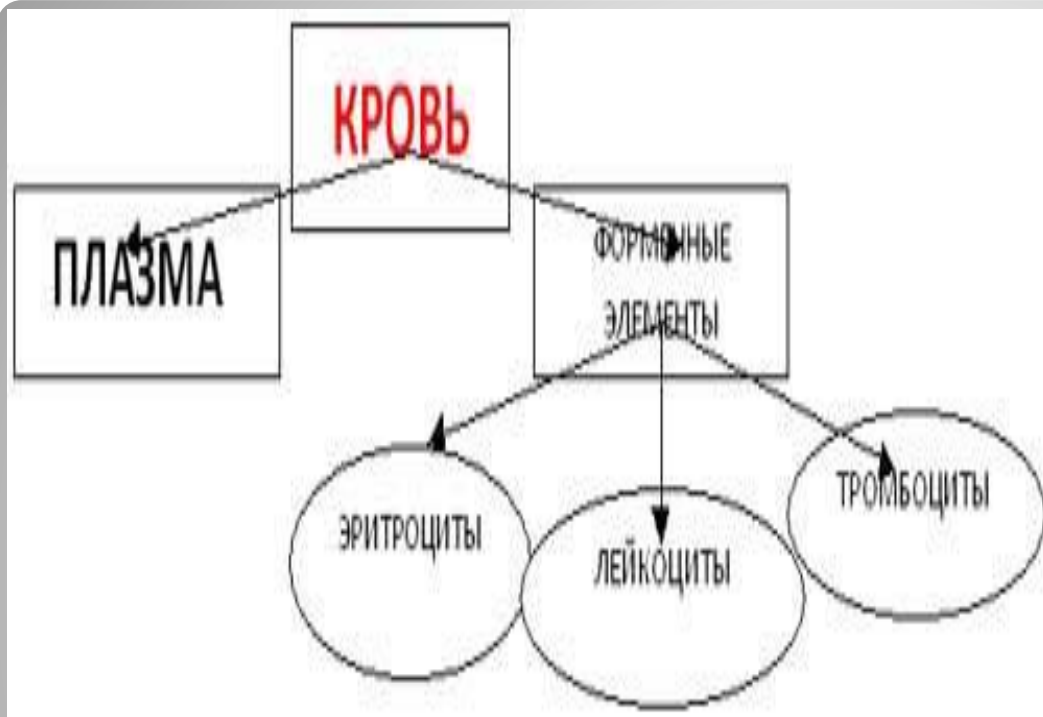 КРОВЬ
ПЛАЗМА
ФОРМЕННЫЕ
ЭЛЕМЕНТЫ
ЭРИТРОЦИТЫ
ЛЕЙКОЦИТЫ
ТРОМБОЦИТЫ